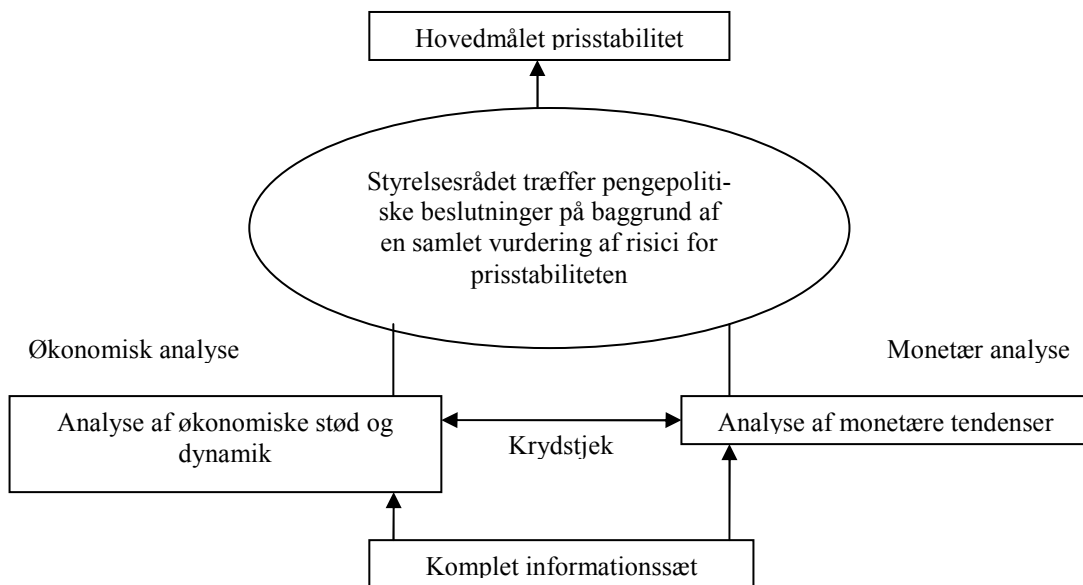 Hovedmålet prisstabilitet
Styrelsesrådet træffer pengepoliti-
ske beslutninger på baggrund af
en samlet vurdering af risici for
prisstabiliteten
Økonomisk analyse
Monetær analyse
Analyse af økonomiske stød og
dynamik
Krydstjek
Analyse af monetære tendenser
Komplet informationssæt